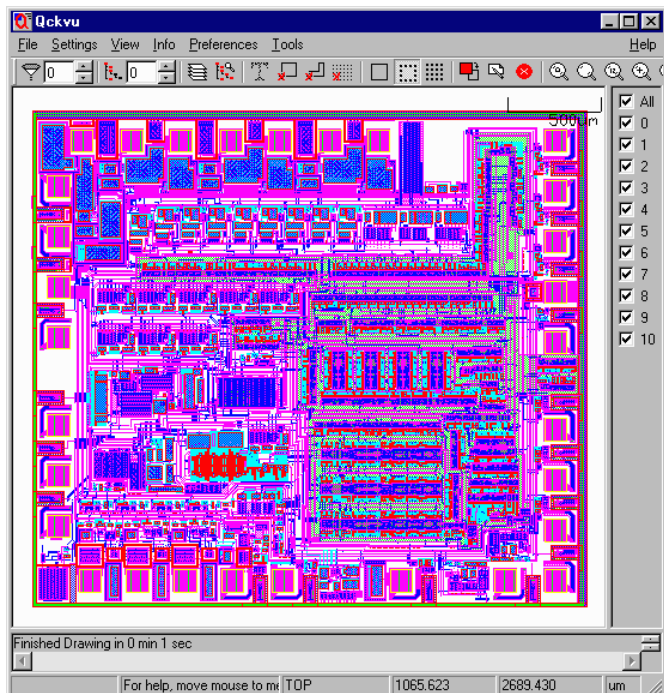 Qckvu
File Settings View Info Preferences Tools Help
0 0
500um
All
0
1
2
3
4
5
6
7
8
9
10
Finished Drawing in 0 min 1 sec
For help, move mouse to me TOP 1065.623 2689.430 um